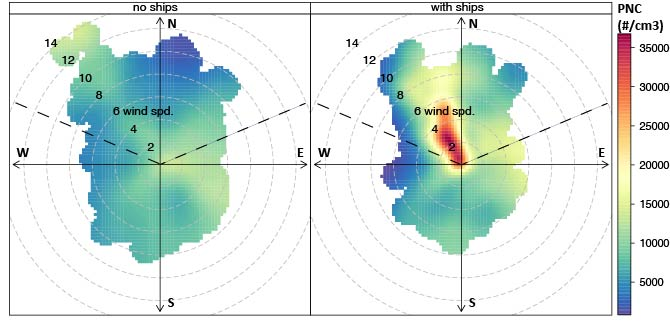 no ships
with ships
PNC
(#/cm3)
N
14
12
10
8
6 wind spd.
4
2
W
E
S
N
14
12
10
8
6 wind spd.
4
2
W
E
S
35000
30000
25000
20000
15000
10000
5000